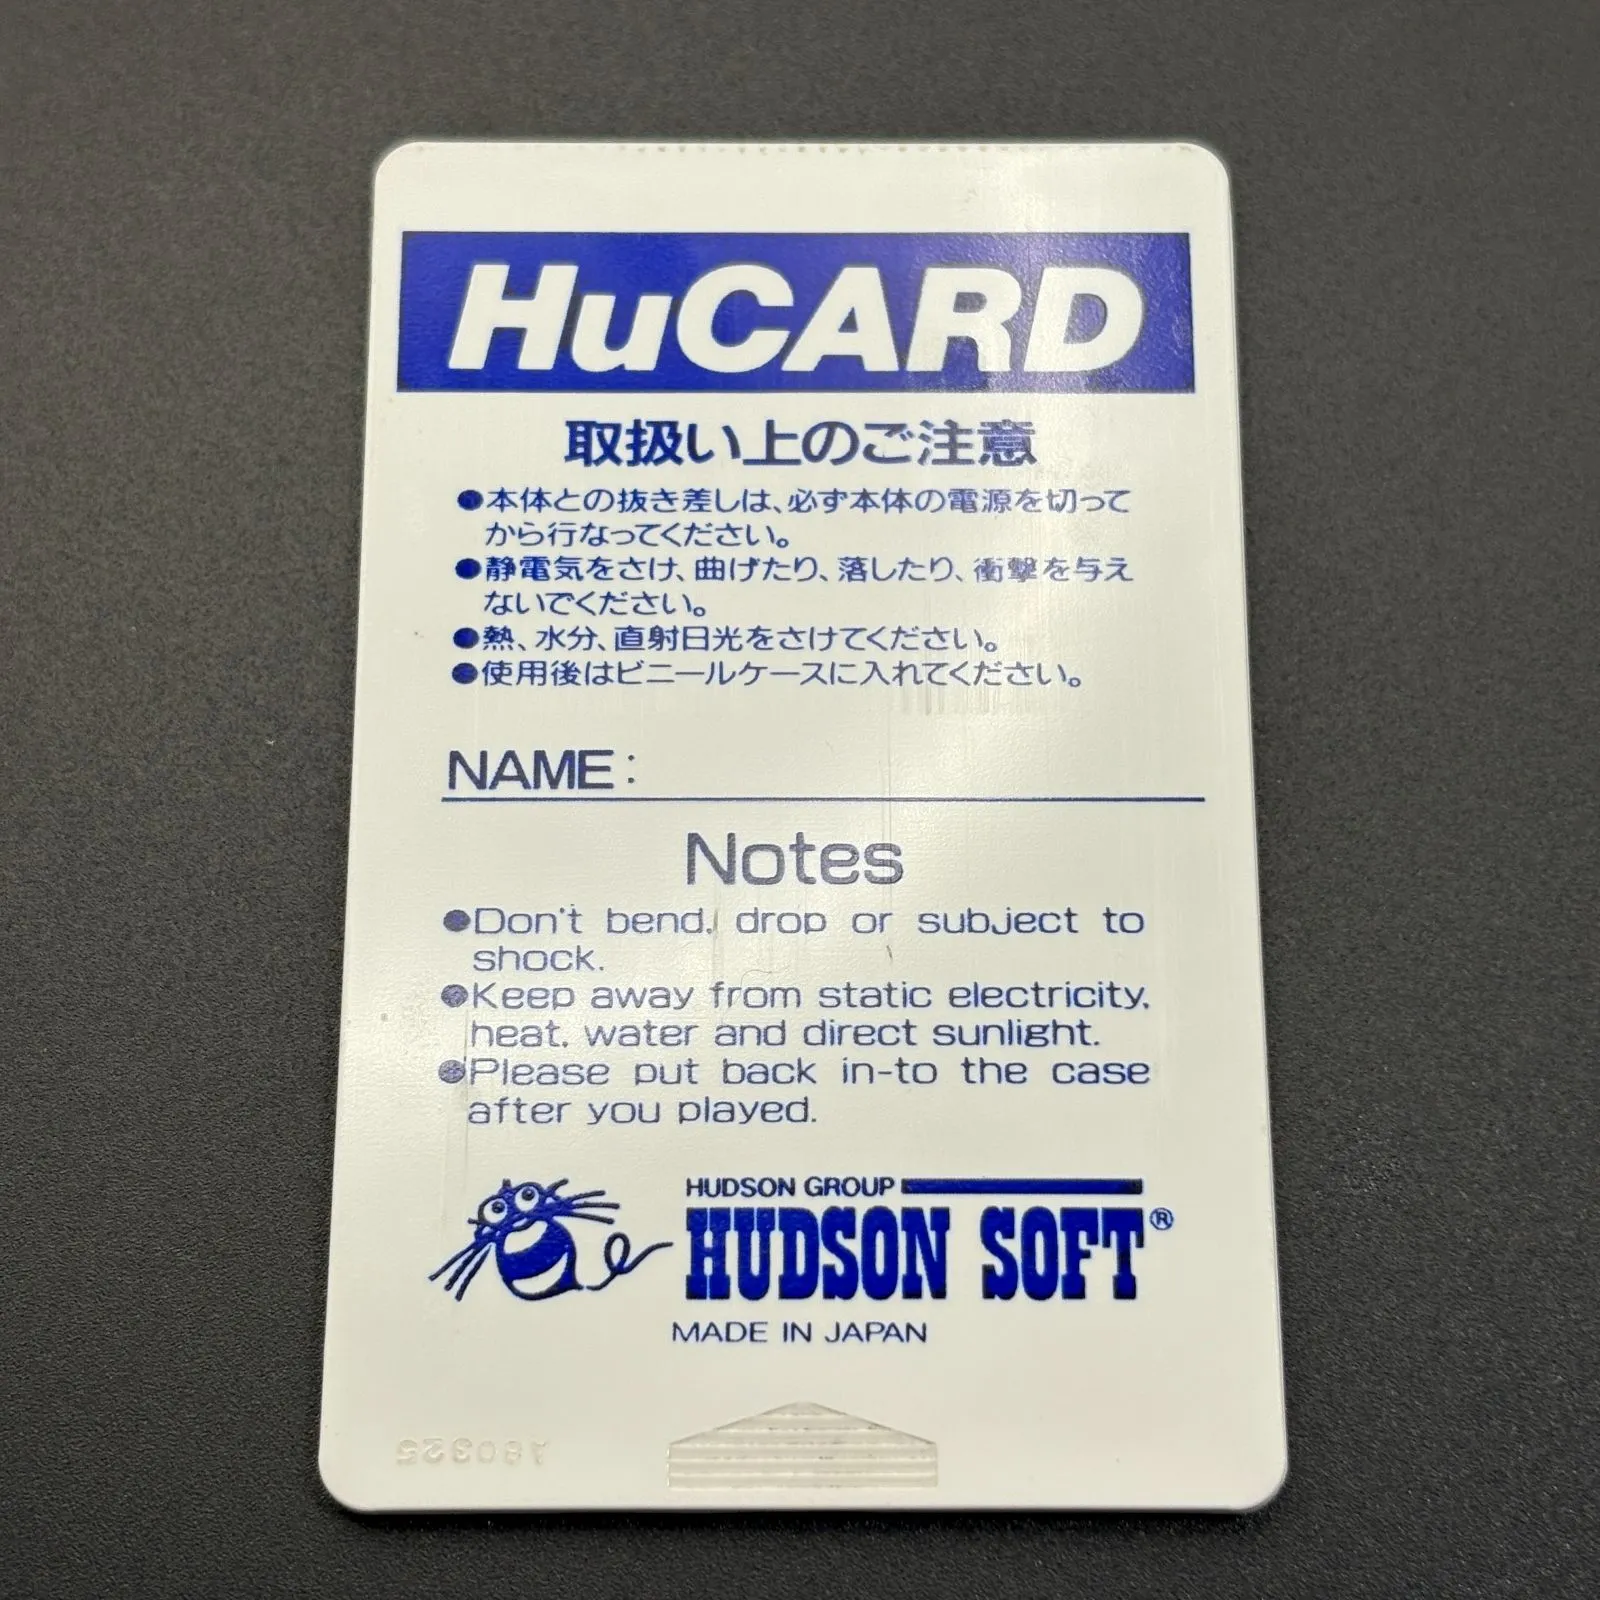 HuCARD
取扱い上のご注意
●本体との抜き差しは、必ず本体の電源を切って
から行なってください。
●静電気をさけ、曲げたり、落したり、衝撃を与え
ないでください。
●熱、水分、直射日光をさけてください。
●使用後はビニールケースに入れてください。
NAME:
Notes
●Don't bend, drop or subject to
shock.
●Keep away from static electricity,
heat, water and direct sunlight.
●Please put back in-to the case
after you played.
HUDSON GROUP
HUDSON SOFT®
MADE IN JAPAN